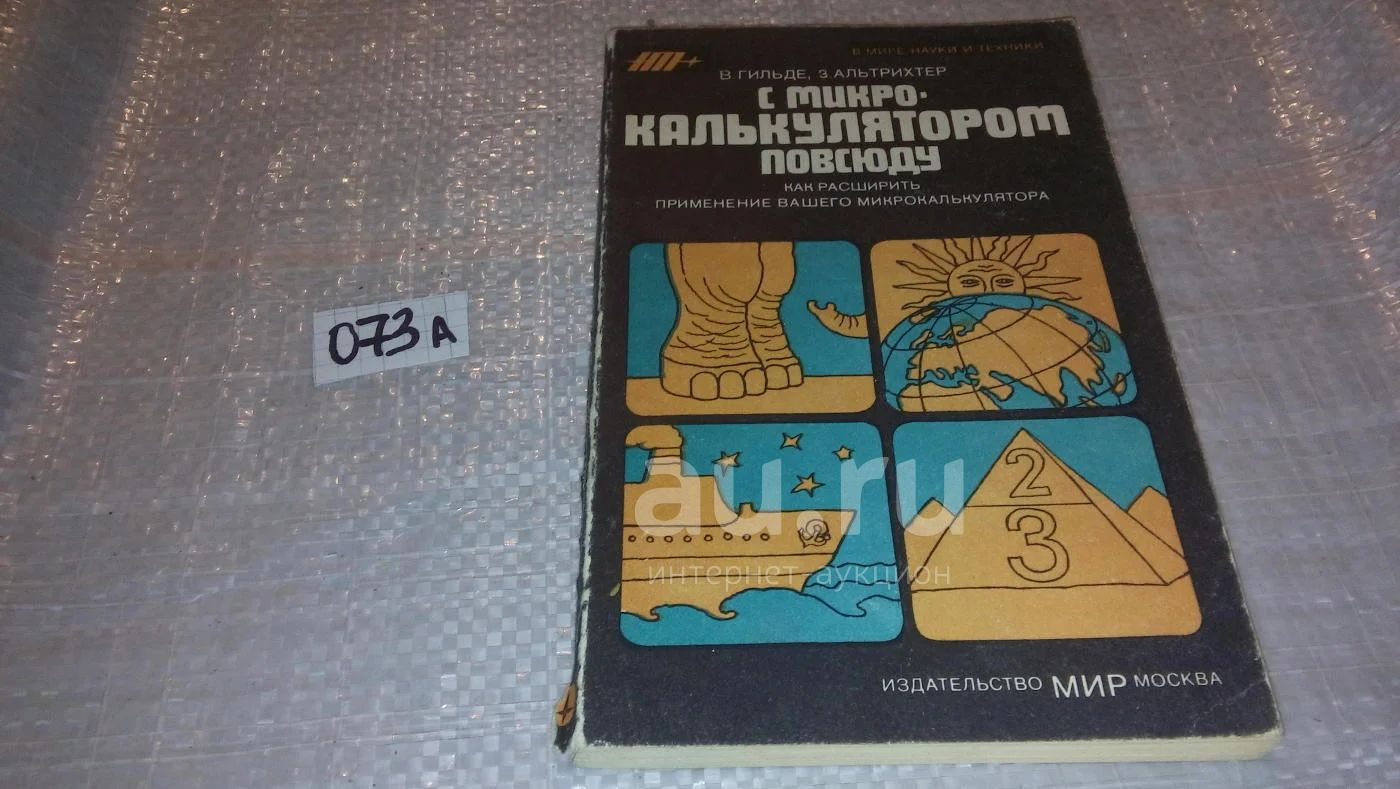 В МИРЕ НАУКИ И ТЕХНИКИ
В. ГИЛЬДЕ, З. АЛЬТРИХТЕР
С МИКРО-
КАЛЬКУЛЯТОРОМ
ПОВСЮДУ
КАК РАСШИРИТЬ
ПРИМЕНЕНИЕ ВАШЕГО МИКРОКАЛЬКУЛЯТОРА
073А
2
3
au.ru
интернет аукцион
ИЗДАТЕЛЬСТВО МИР МОСКВА